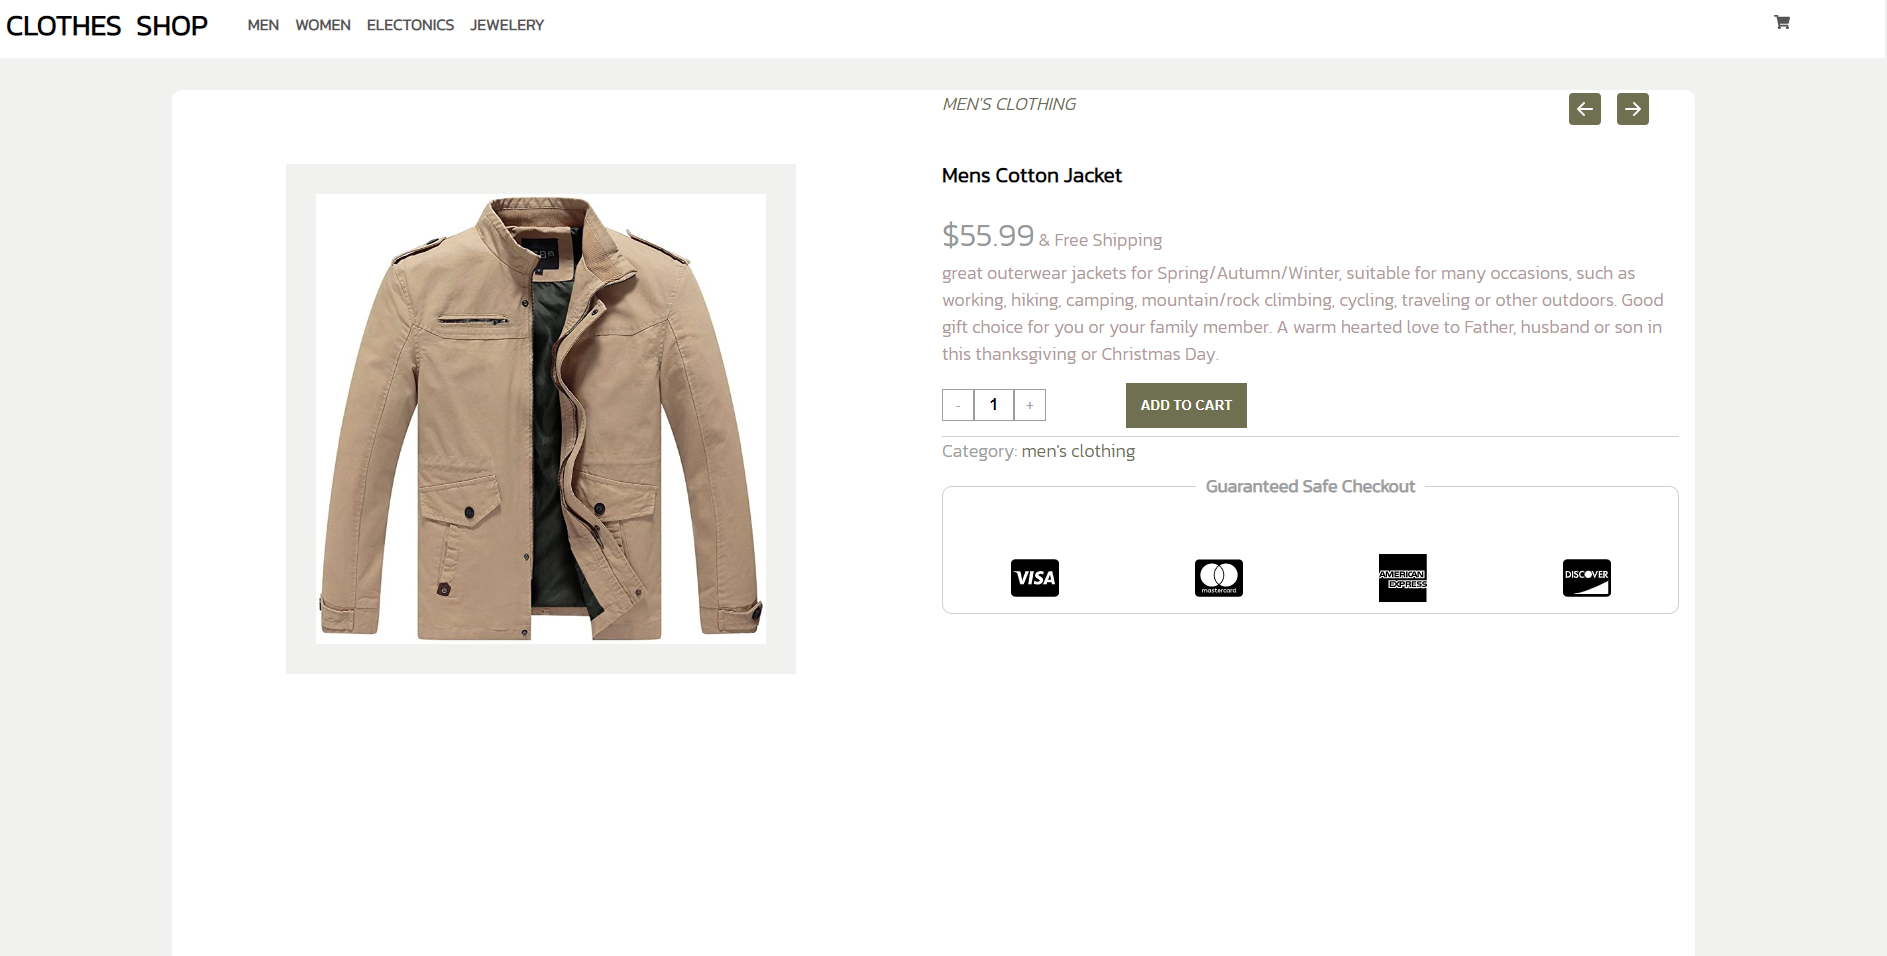 CLOTHES SHOP
MEN WOMEN ELECTONICS JEWELERY
MEN'S CLOTHING
Mens Cotton Jacket
$55.99 & Free Shipping
great outerwear jackets for Spring/Autumn/Winter, suitable for many occasions, such as
working, hiking, camping, mountain/rock climbing, cycling, traveling or other outdoors. Good
gift choice for you or your family member. A warm hearted love to Father, husband or son in
this thanksgiving or Christmas Day.
- 1 + ADD TO CART
Category: men's clothing
Guaranteed Safe Checkout
VISA
mastercard
AMERICAN
EXPRESS
DISCOVER